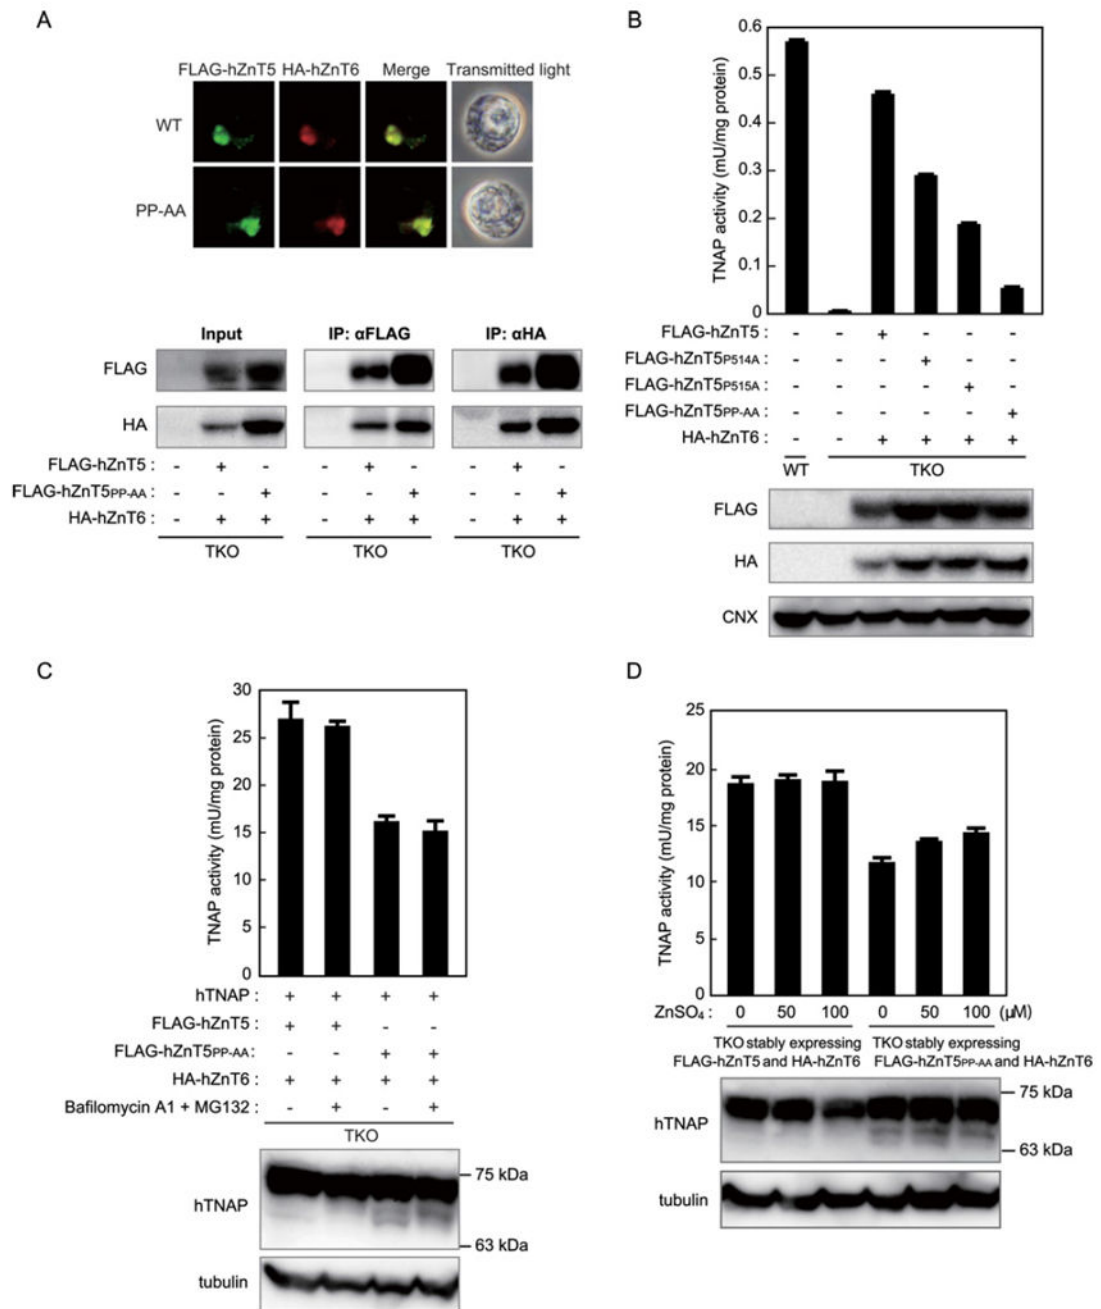 A
FLAG-hZnT5 HA-hZnT6 Merge Transmitted light
WT
PP-AA
Input IP: αFLAG IP: αHA
FLAG
HA
FLAG-hZnT5 : - + - - + - - + -
FLAG-hZnT5PP-AA : - - + - - + - - +
HA-hZnT6 : - + + - + + - + +
TKO TKO TKO
B
TNAP activity (mU/mg protein)
0.6
0.5
0.4
0.3
0.2
0.1
0
FLAG-hZnT5 : - - + - - -
FLAG-hZnT5P514A : - - - + - -
FLAG-hZnT5P515A : - - - - + -
FLAG-hZnT5PP-AA : - - - - - +
HA-hZnT6 : - - + + + +
WT TKO
FLAG
HA
CNX
C
TNAP activity (mU/mg protein)
30
25
20
15
10
5
0
hTNAP : + + + +
FLAG-hZnT5 : + + - -
FLAG-hZnT5PP-AA : - - + +
HA-hZnT6 : + + + +
Bafilomycin A1 + MG132 : - + - +
TKO
hTNAP
75 kDa
63 kDa
tubulin
D
TNAP activity (mU/mg protein)
25
20
15
10
5
0
ZnSO4 : 0 50 100 0 50 100 (μM)
TKO stably expressing TKO stably expressing
FLAG-hZnT5 and HA-hZnT6 FLAG-hZnT5PP-AA and HA-hZnT6
hTNAP
75 kDa
63 kDa
tubulin